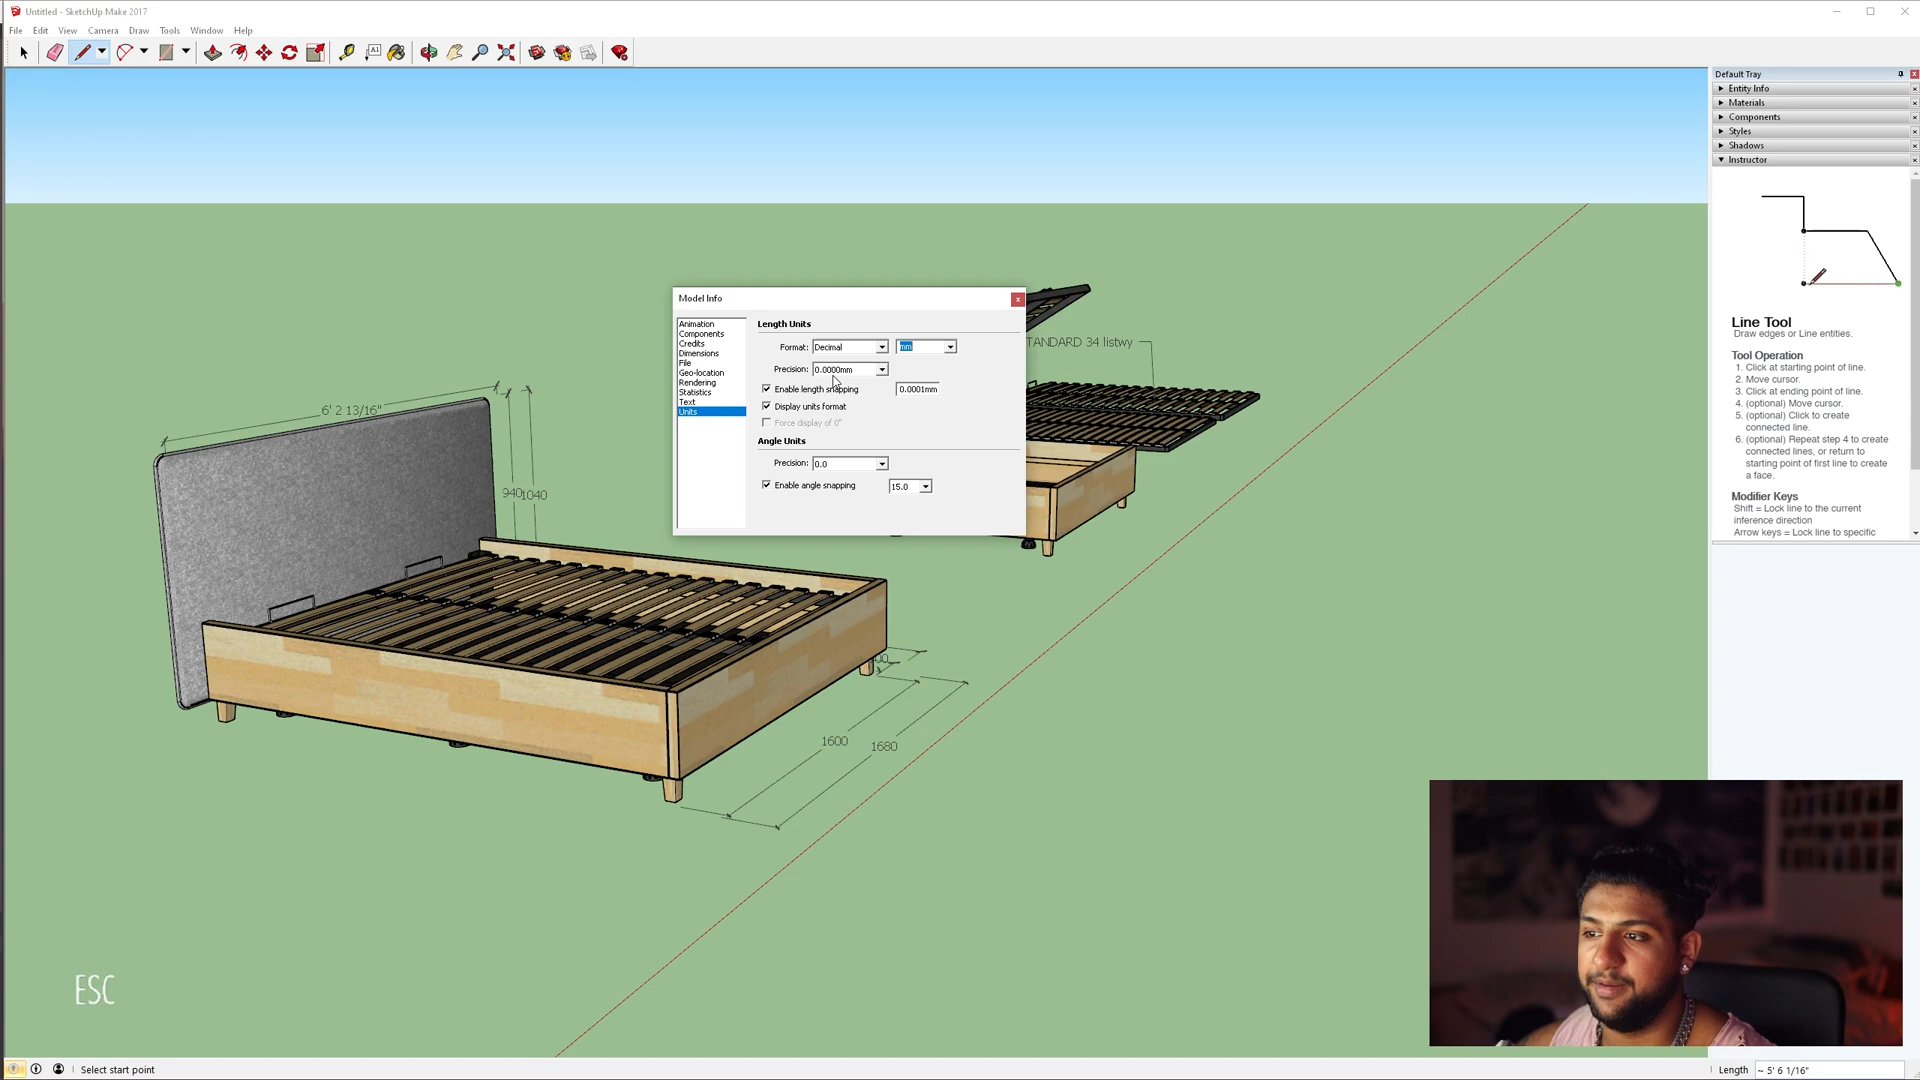 Untitled - SketchUp Make 2017
File Edit View Camera Draw Tools Window Help
A1
Default Tray
Entity Info
Materials
Components
Styles
Shadows
Instructor
Line Tool
Draw edges or Line entities.
Tool Operation
1. Click at starting point of line.
2. Move cursor.
3. Click at ending point of line.
4. (optional) Move cursor.
5. (optional) Click to create
connected line.
6. (optional) Repeat step 4 to create
connected lines, or return to
starting point of first line to create
a face.
Modifier Keys
Shift = Lock line to the current
inference direction
Arrow keys = Lock line to specific
Model Info
Animation
Components
Credits
Dimensions
File
Geo-location
Rendering
Statistics
Text
Units
Length Units
Format: Decimal mm
Precision: 0.0000mm
Enable length snapping 0.0001mm
Display units format
Force display of 0"
Angle Units
Precision: 0.0
Enable angle snapping 15.0
TANDARD 34 listwy
6' 2 13/16"
940
1040
1600
1680
ESC
Select start point
Length ~ 5' 6 1/16"